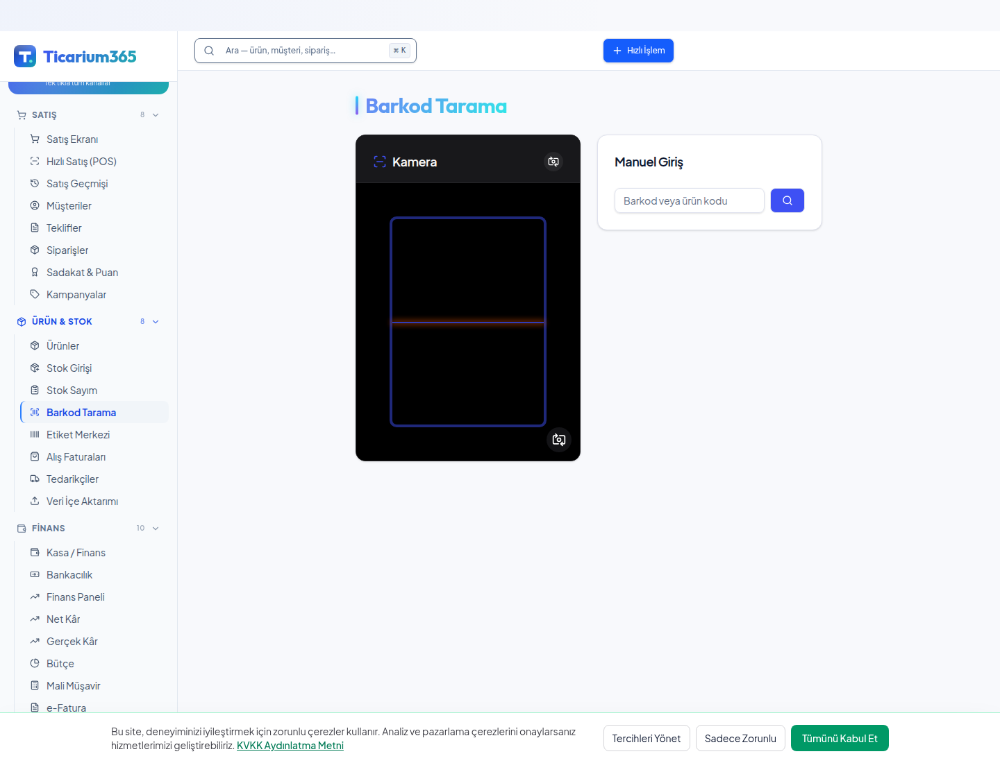 Ticarium365
Ara — ürün, müşteri, sipariş...
⌘ K
Hızlı İşlem
Tek tıkla tüm kanallar
SATIŞ 8
Satış Ekranı
Hızlı Satış (POS)
Satış Geçmişi
Müşteriler
Teklifler
Siparişler
Sadakat & Puan
Kampanyalar
ÜRÜN & STOK 8
Ürünler
Stok Girişi
Stok Sayım
Barkod Tarama
Etiket Merkezi
Alış Faturaları
Tedarikçiler
Veri İçe Aktarımı
FİNANS 10
Kasa / Finans
Bankacılık
Finans Paneli
Net Kâr
Gerçek Kâr
Bütçe
Mali Müşavir
e-Fatura
Barkod Tarama
Kamera
Manuel Giriş
Barkod veya ürün kodu
Bu site, deneyiminizi iyileştirmek için zorunlu çerezler kullanır. Analiz ve pazarlama çerezlerini onaylarsanız
hizmetlerimizi geliştirebiliriz. KVKK Aydınlatma Metni
Tercihleri Yönet
Sadece Zorunlu
Tümünü Kabul Et